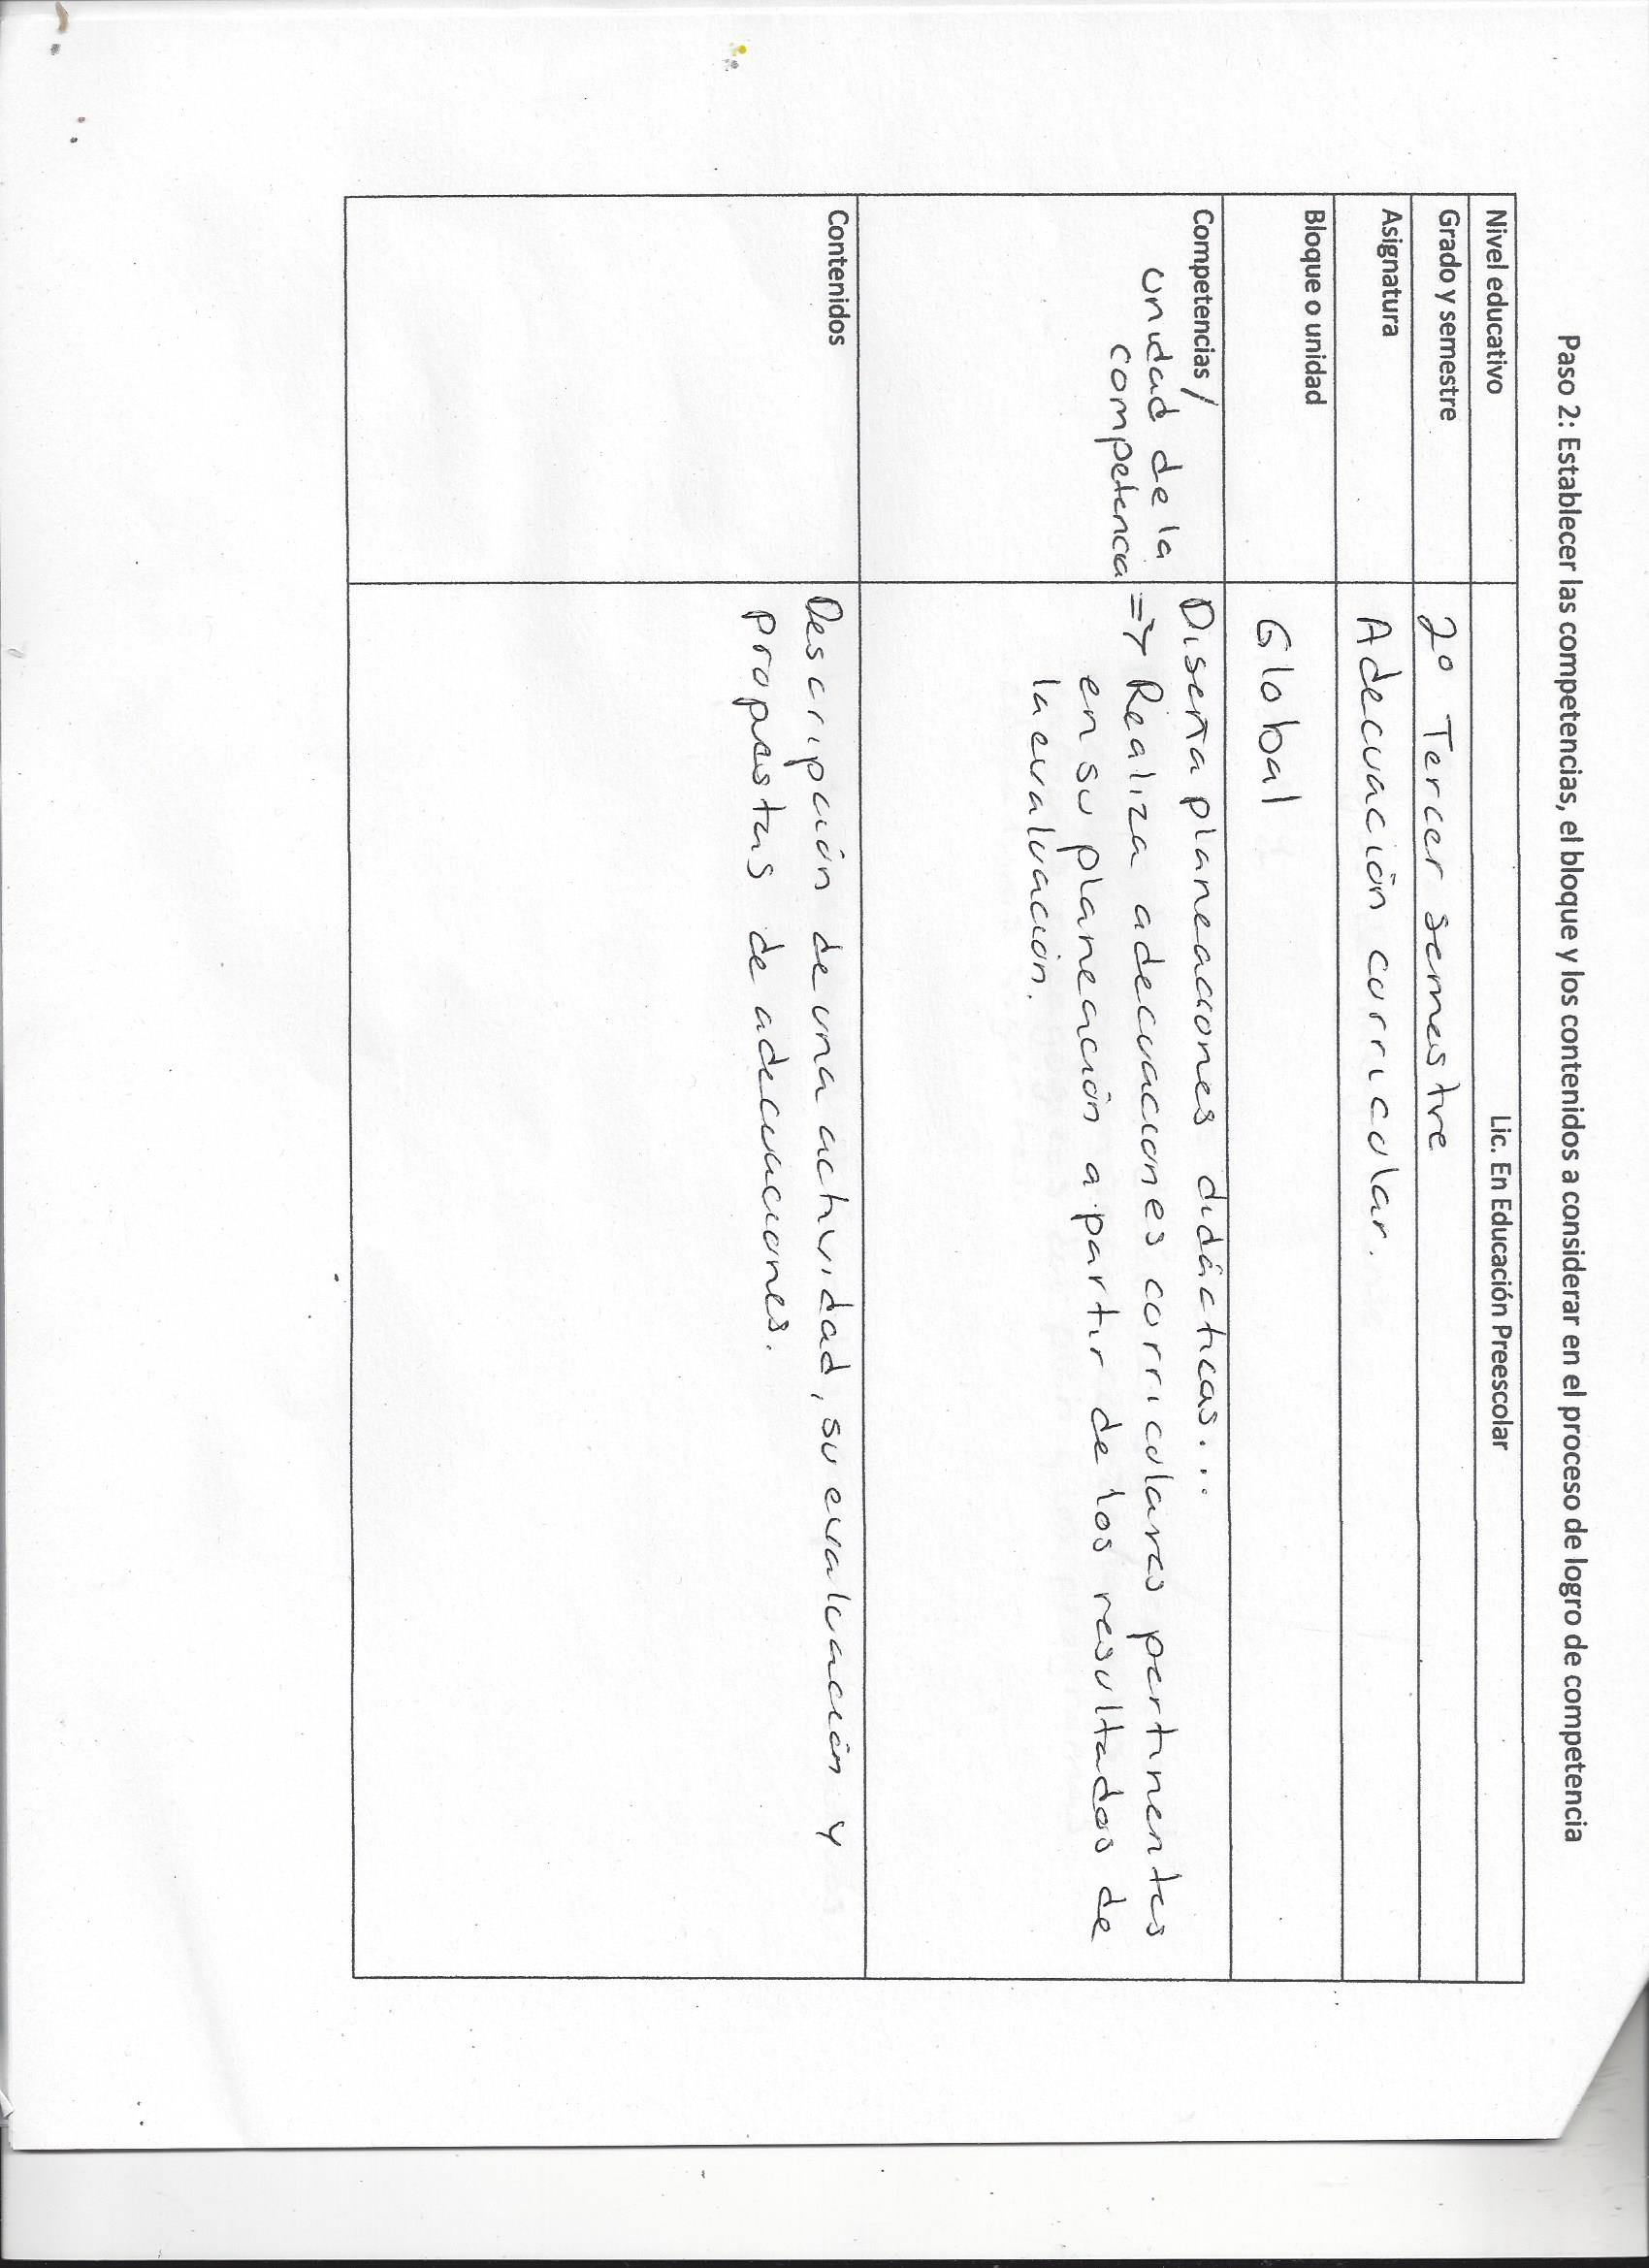 Paso 2: Establecer las competencias, el bloque y los contenidos a considerar en el proceso de logro de competencia
Nivel educativo
Lic. En Educación Preescolar
Grado y semestre
2º Tercer semestre
Asignatura
Adecuación curricular.
Bloque o unidad
Global
Competencias /
unidad de la
competencia
Diseña planeaciones didácticas...
=> Realiza adecuaciones curriculares pertinentes
en su planeación a partir de los resultados de
la evaluación.
Contenidos
Descripción de una actividad, su evaluación y
propuestas de adecuaciones.